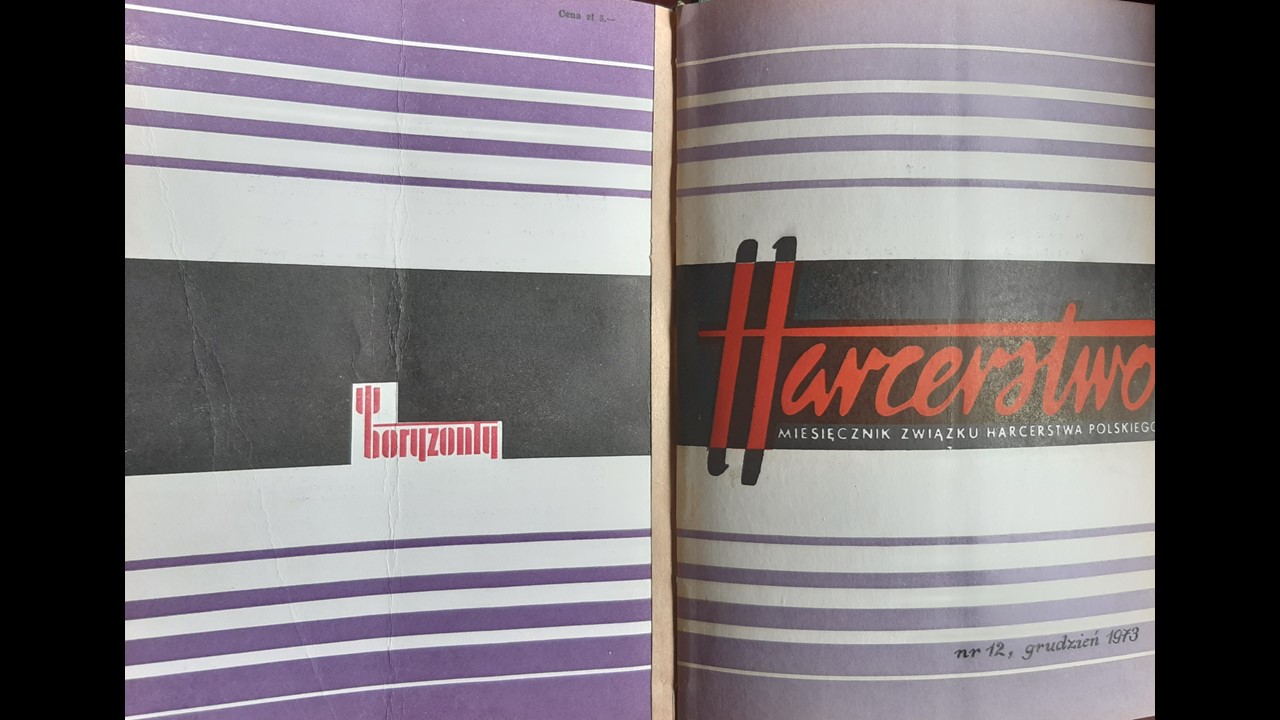 Cena zł 5.—
horyzonty
Harcerstwo
MIESIĘCZNIK ZWIĄZKU HARCERSTWA POLSKIEGO
nr 12, grudzień 1973